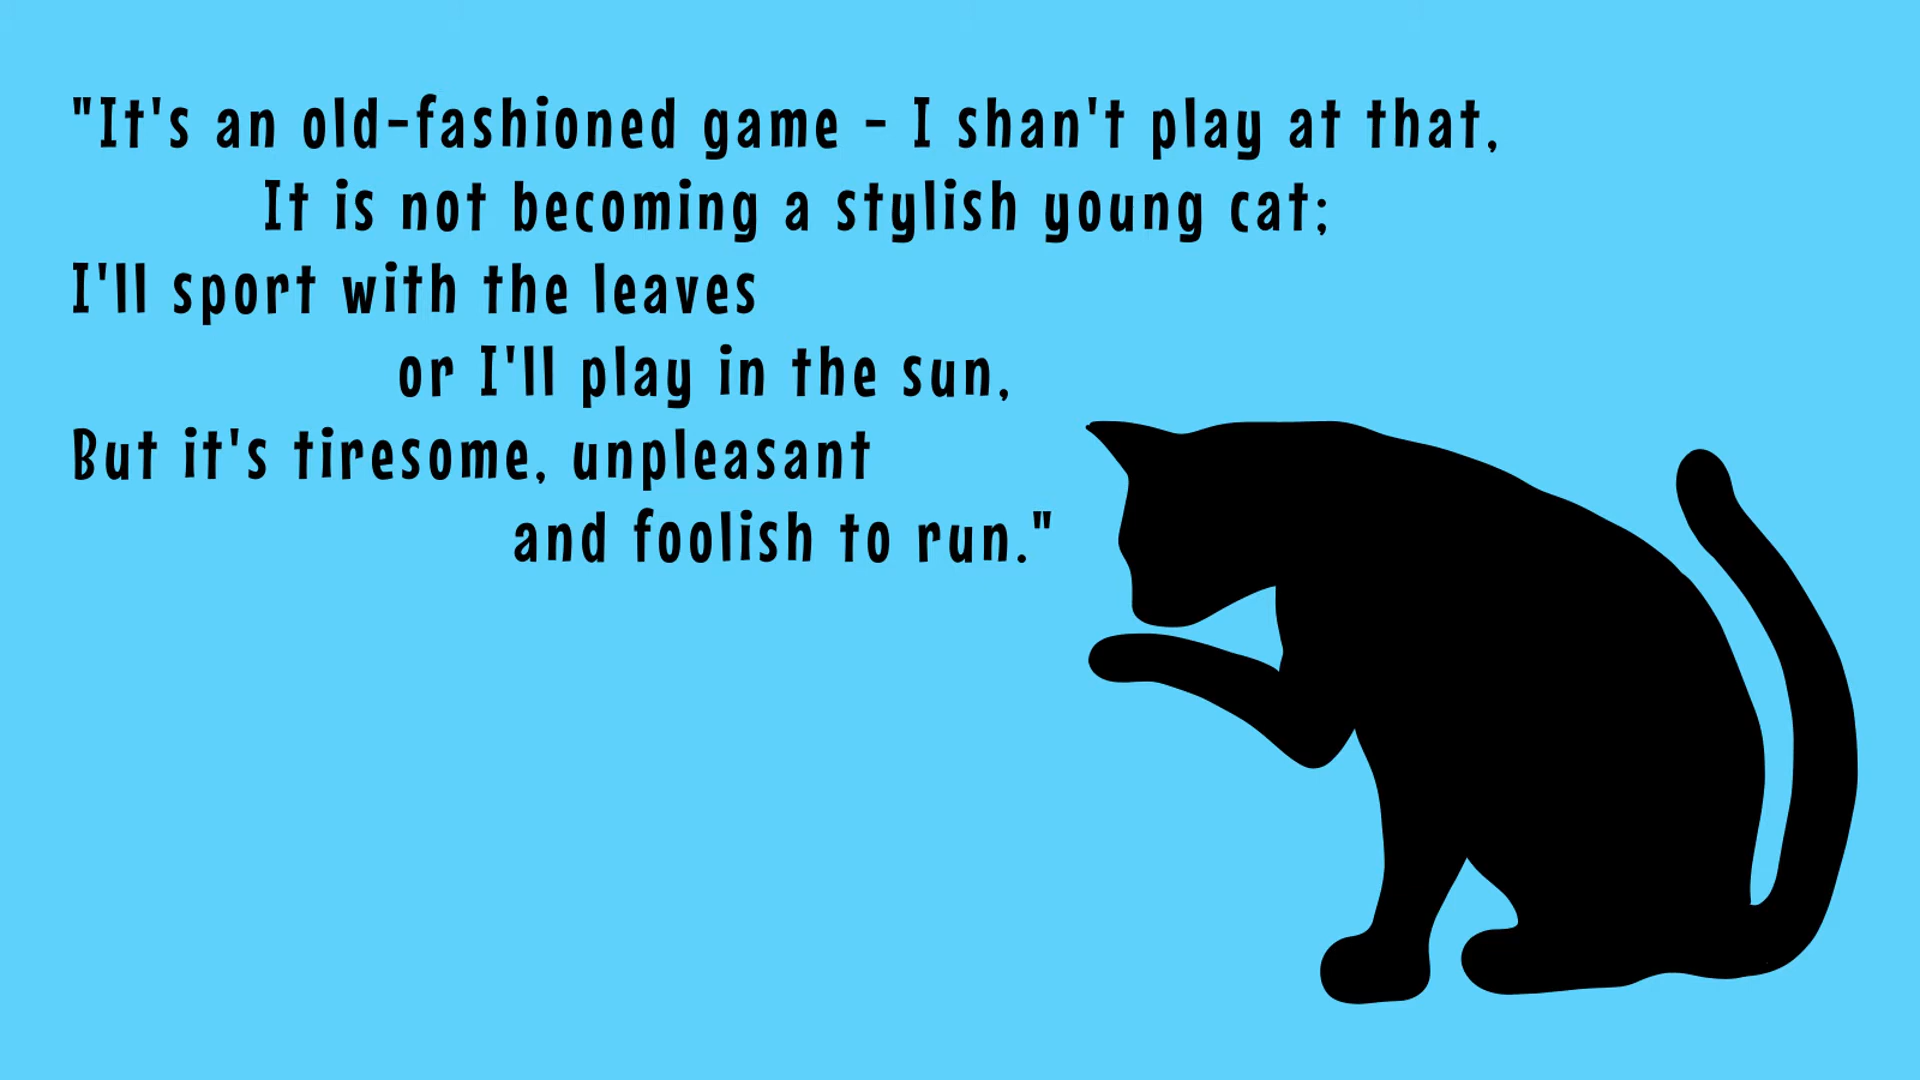 "It's an old-fashioned game - I shan't play at that,
It is not becoming a stylish young cat;
I'll sport with the leaves
or I'll play in the sun,
But it's tiresome, unpleasant
and foolish to run."